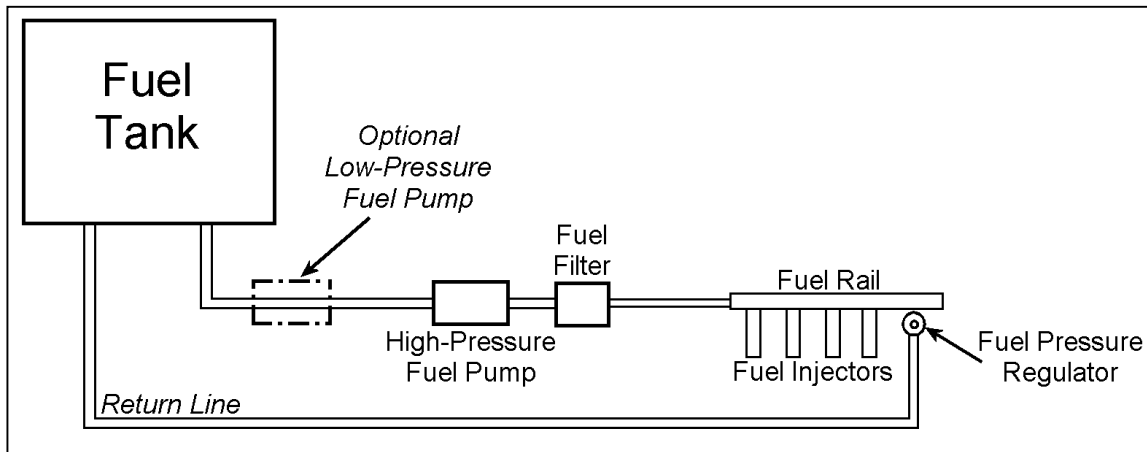 Fuel
Tank
Optional
Low-Pressure
Fuel Pump
Fuel
Filter
Fuel Rail
High-Pressure
Fuel Pump
Fuel Injectors
Fuel Pressure
Regulator
Return Line